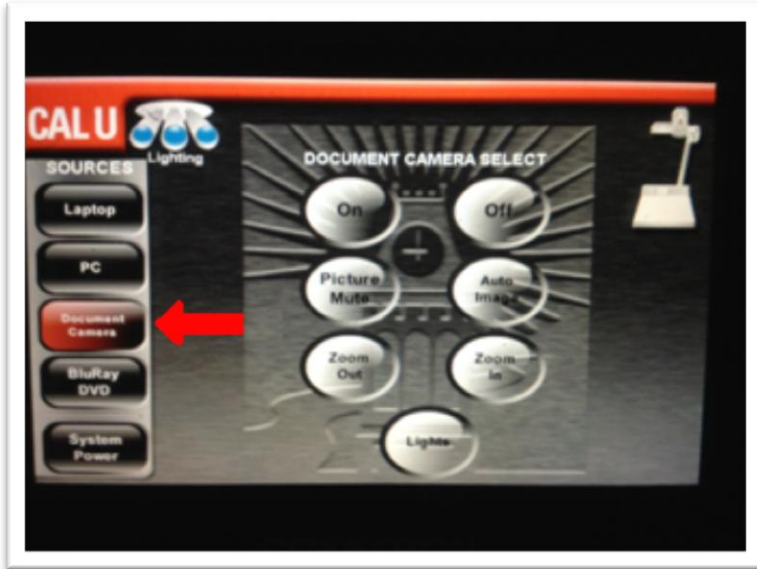 CAL U
Lighting
SOURCES
Laptop
PC
Document
Camera
BluRay
DVD
System
Power
DOCUMENT CAMERA SELECT
On
Off
Picture
Mute
Auto
Image
Zoom
Out
Zoom
In
Lights